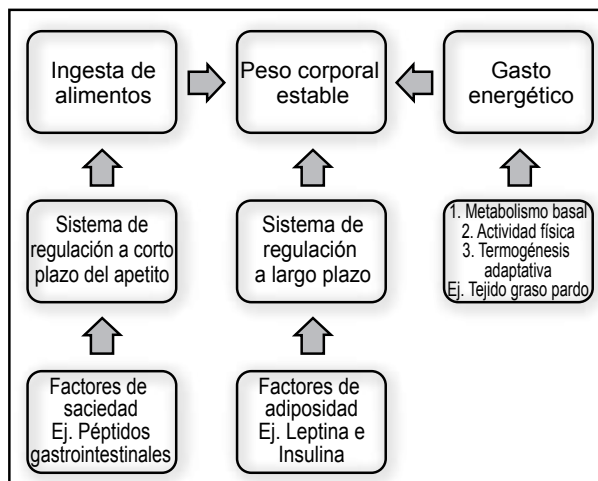 Ingesta de
alimentos
Peso corporal
estable
Gasto
energético
Sistema de
regulación a corto
plazo del apetito
Sistema de
regulación
a largo plazo
1. Metabolismo basal
2. Actividad física
3. Termogénesis
adaptativa
Ej. Tejido graso pardo
Factores de
saciedad
Ej. Péptidos
gastrointestinales
Factores de
adiposidad
Ej. Leptina e
Insulina